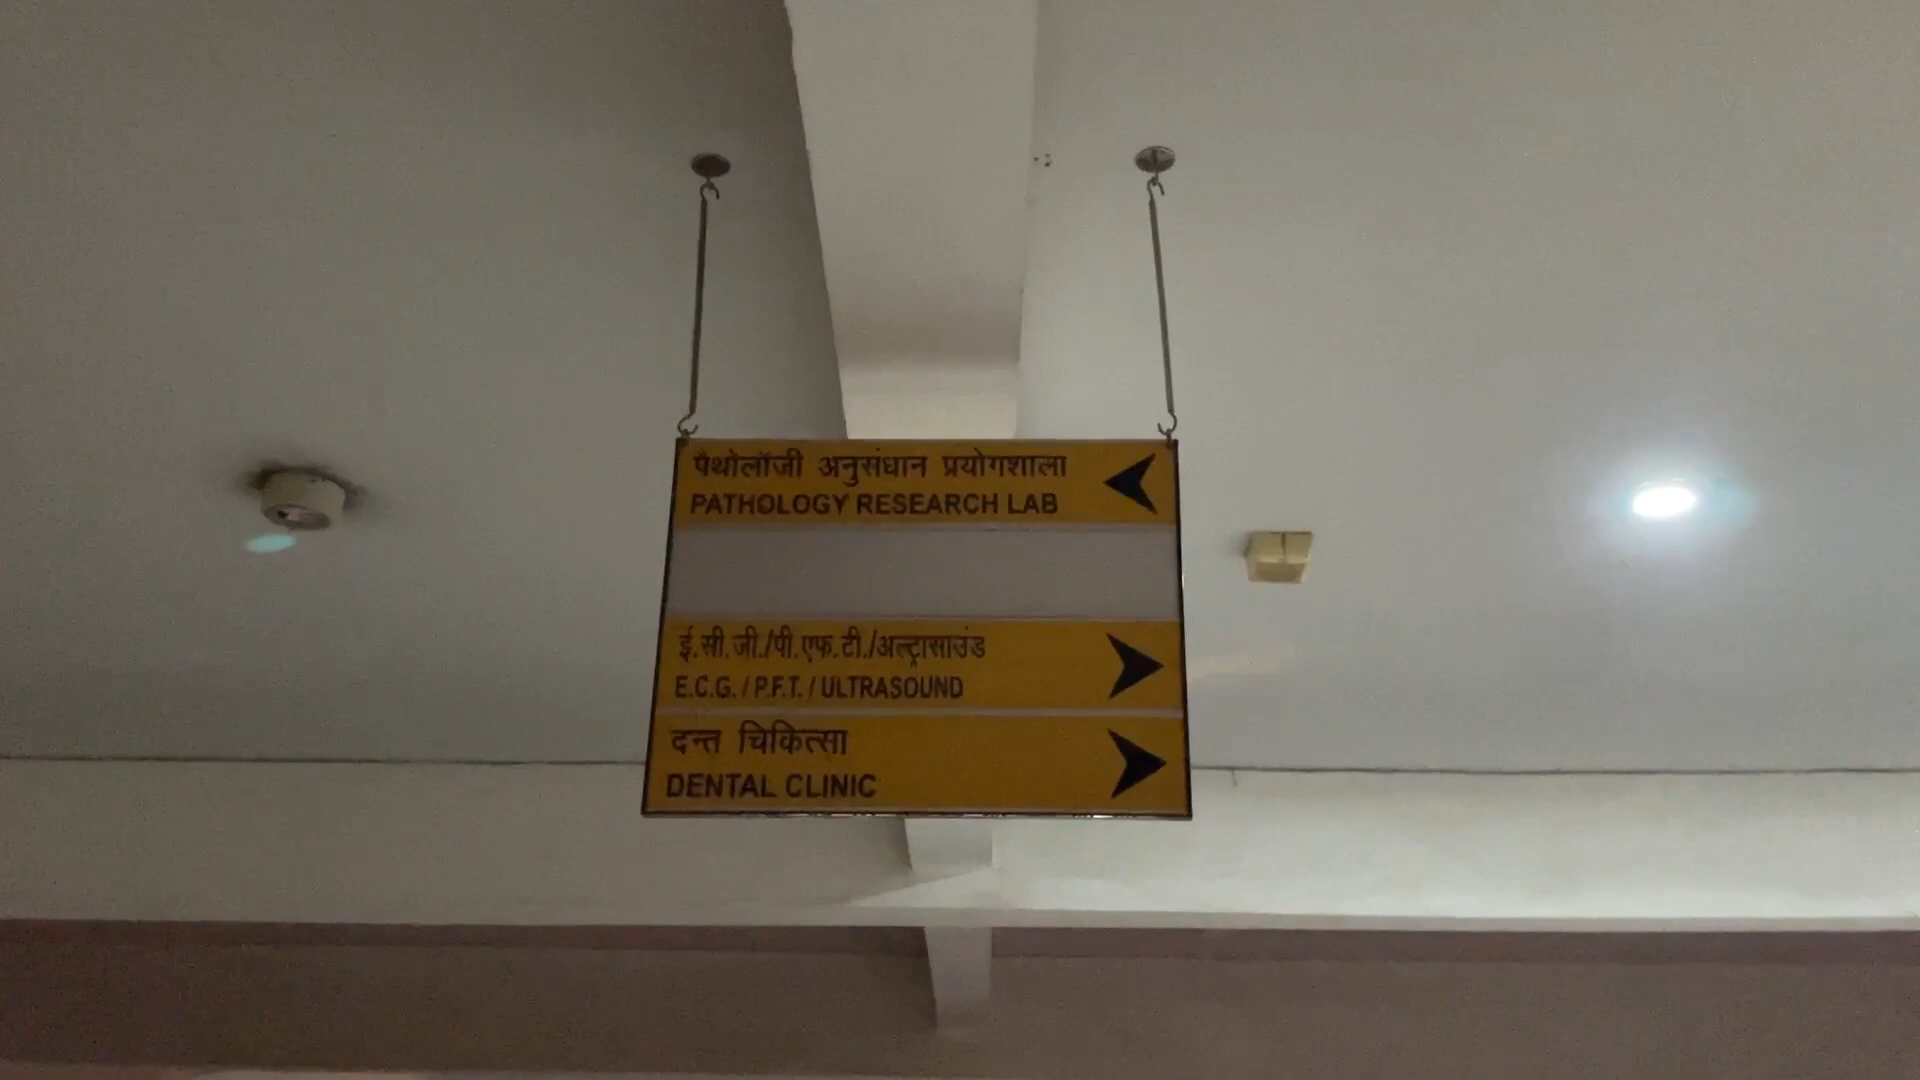 पैथोलॉजी अनुसंधान प्रयोगशाला
PATHOLOGY RESEARCH LAB
ई.सी.जी./पी.एफ.टी./अल्ट्रासाउंड
E.C.G. / P.F.T. / ULTRASOUND
दन्त चिकित्सा
DENTAL CLINIC